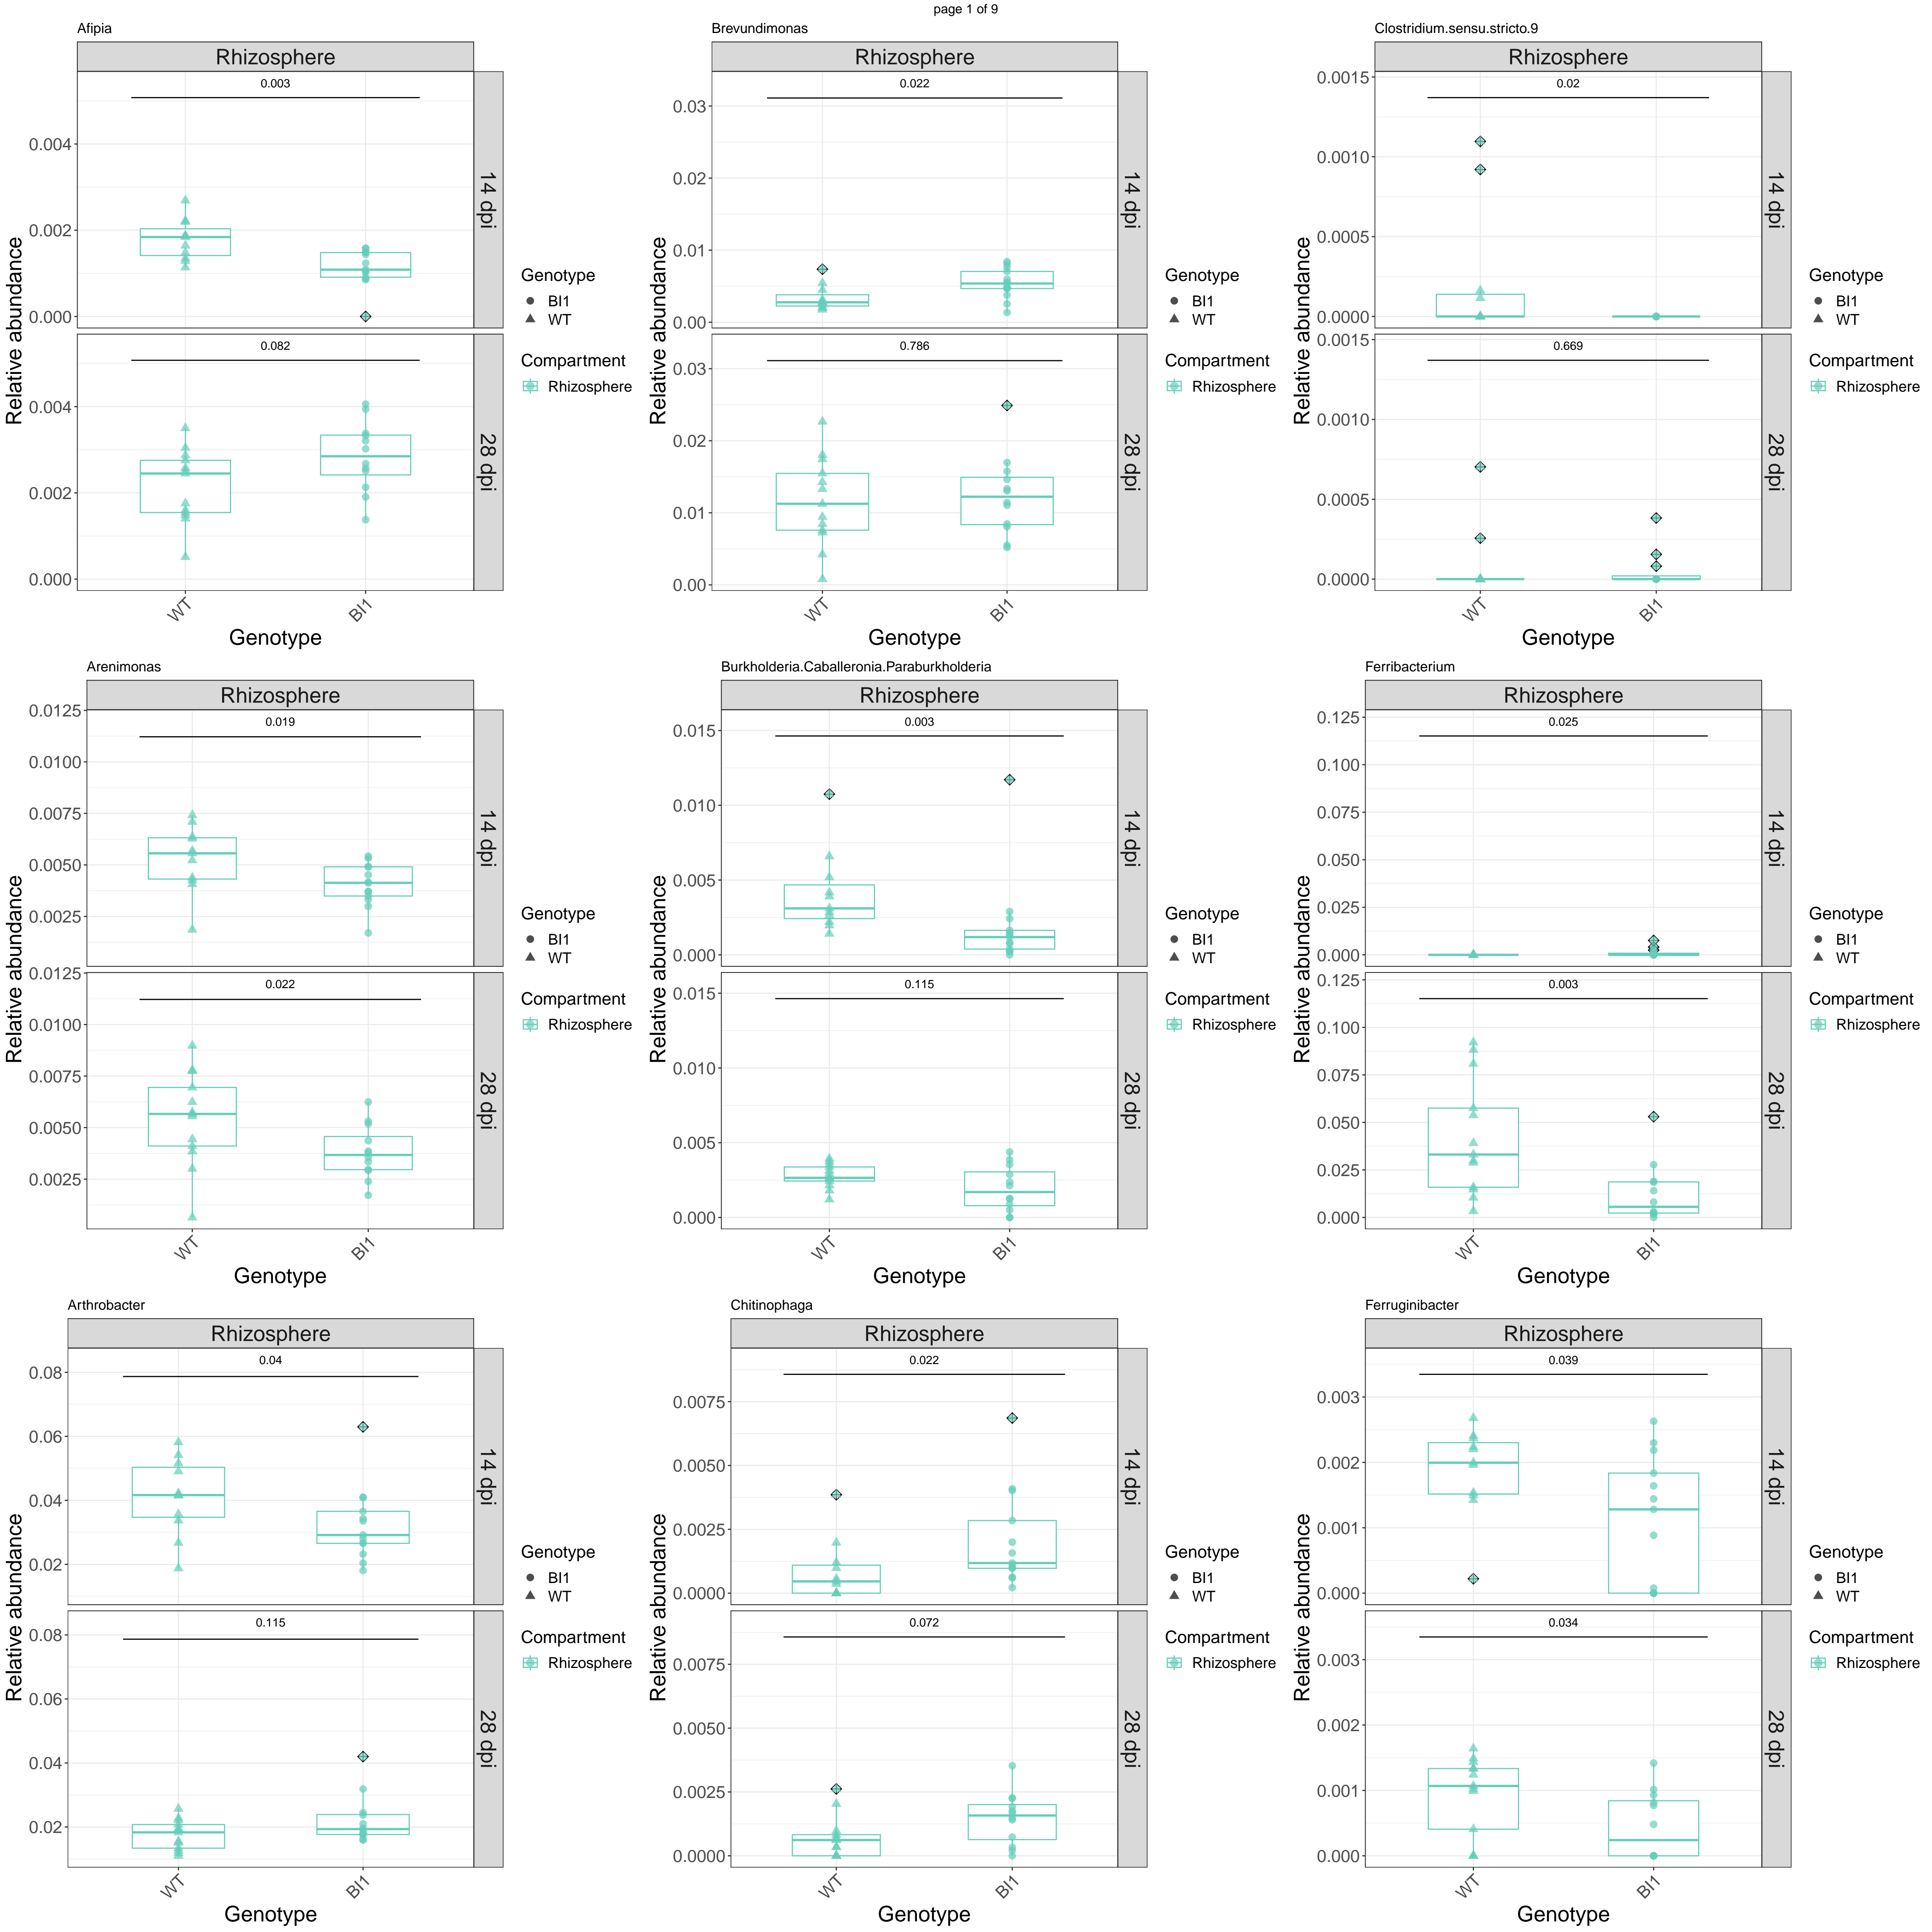 page 1 of 9
Afipia
Rhizosphere
0.003
0.004
0.002
0.000
14 dpi
0.082
0.004
0.002
0.000
28 dpi
Relative abundance
WT
BI1
Genotype
Genotype
BI1
WT
Compartment
Rhizosphere
Brevundimonas
Rhizosphere
0.022
0.03
0.02
0.01
0.00
14 dpi
0.786
0.03
0.02
0.01
0.00
28 dpi
Relative abundance
WT
BI1
Genotype
Genotype
BI1
WT
Compartment
Rhizosphere
Clostridium.sensu.stricto.9
Rhizosphere
0.02
0.0015
0.0010
0.0005
0.0000
14 dpi
0.669
0.0015
0.0010
0.0005
0.0000
28 dpi
Relative abundance
WT
BI1
Genotype
Genotype
BI1
WT
Compartment
Rhizosphere
Arenimonas
Rhizosphere
0.019
0.0125
0.0100
0.0075
0.0050
0.0025
14 dpi
0.022
0.0125
0.0100
0.0075
0.0050
0.0025
28 dpi
Relative abundance
WT
BI1
Genotype
Genotype
BI1
WT
Compartment
Rhizosphere
Burkholderia.Caballeronia.Paraburkholderia
Rhizosphere
0.003
0.015
0.010
0.005
0.000
14 dpi
0.115
0.015
0.010
0.005
0.000
28 dpi
Relative abundance
WT
BI1
Genotype
Genotype
BI1
WT
Compartment
Rhizosphere
Ferribacterium
Rhizosphere
0.025
0.125
0.100
0.075
0.050
0.025
0.000
14 dpi
0.003
0.125
0.100
0.075
0.050
0.025
0.000
28 dpi
Relative abundance
WT
BI1
Genotype
Genotype
BI1
WT
Compartment
Rhizosphere
Arthrobacter
Rhizosphere
0.04
0.08
0.06
0.04
0.02
14 dpi
0.115
0.08
0.06
0.04
0.02
28 dpi
Relative abundance
WT
BI1
Genotype
Genotype
BI1
WT
Compartment
Rhizosphere
Chitinophaga
Rhizosphere
0.022
0.0075
0.0050
0.0025
0.0000
14 dpi
0.072
0.0075
0.0050
0.0025
0.0000
28 dpi
Relative abundance
WT
BI1
Genotype
Genotype
BI1
WT
Compartment
Rhizosphere
Ferruginibacter
Rhizosphere
0.039
0.003
0.002
0.001
0.000
14 dpi
0.034
0.003
0.002
0.001
0.000
28 dpi
Relative abundance
WT
BI1
Genotype
Genotype
BI1
WT
Compartment
Rhizosphere